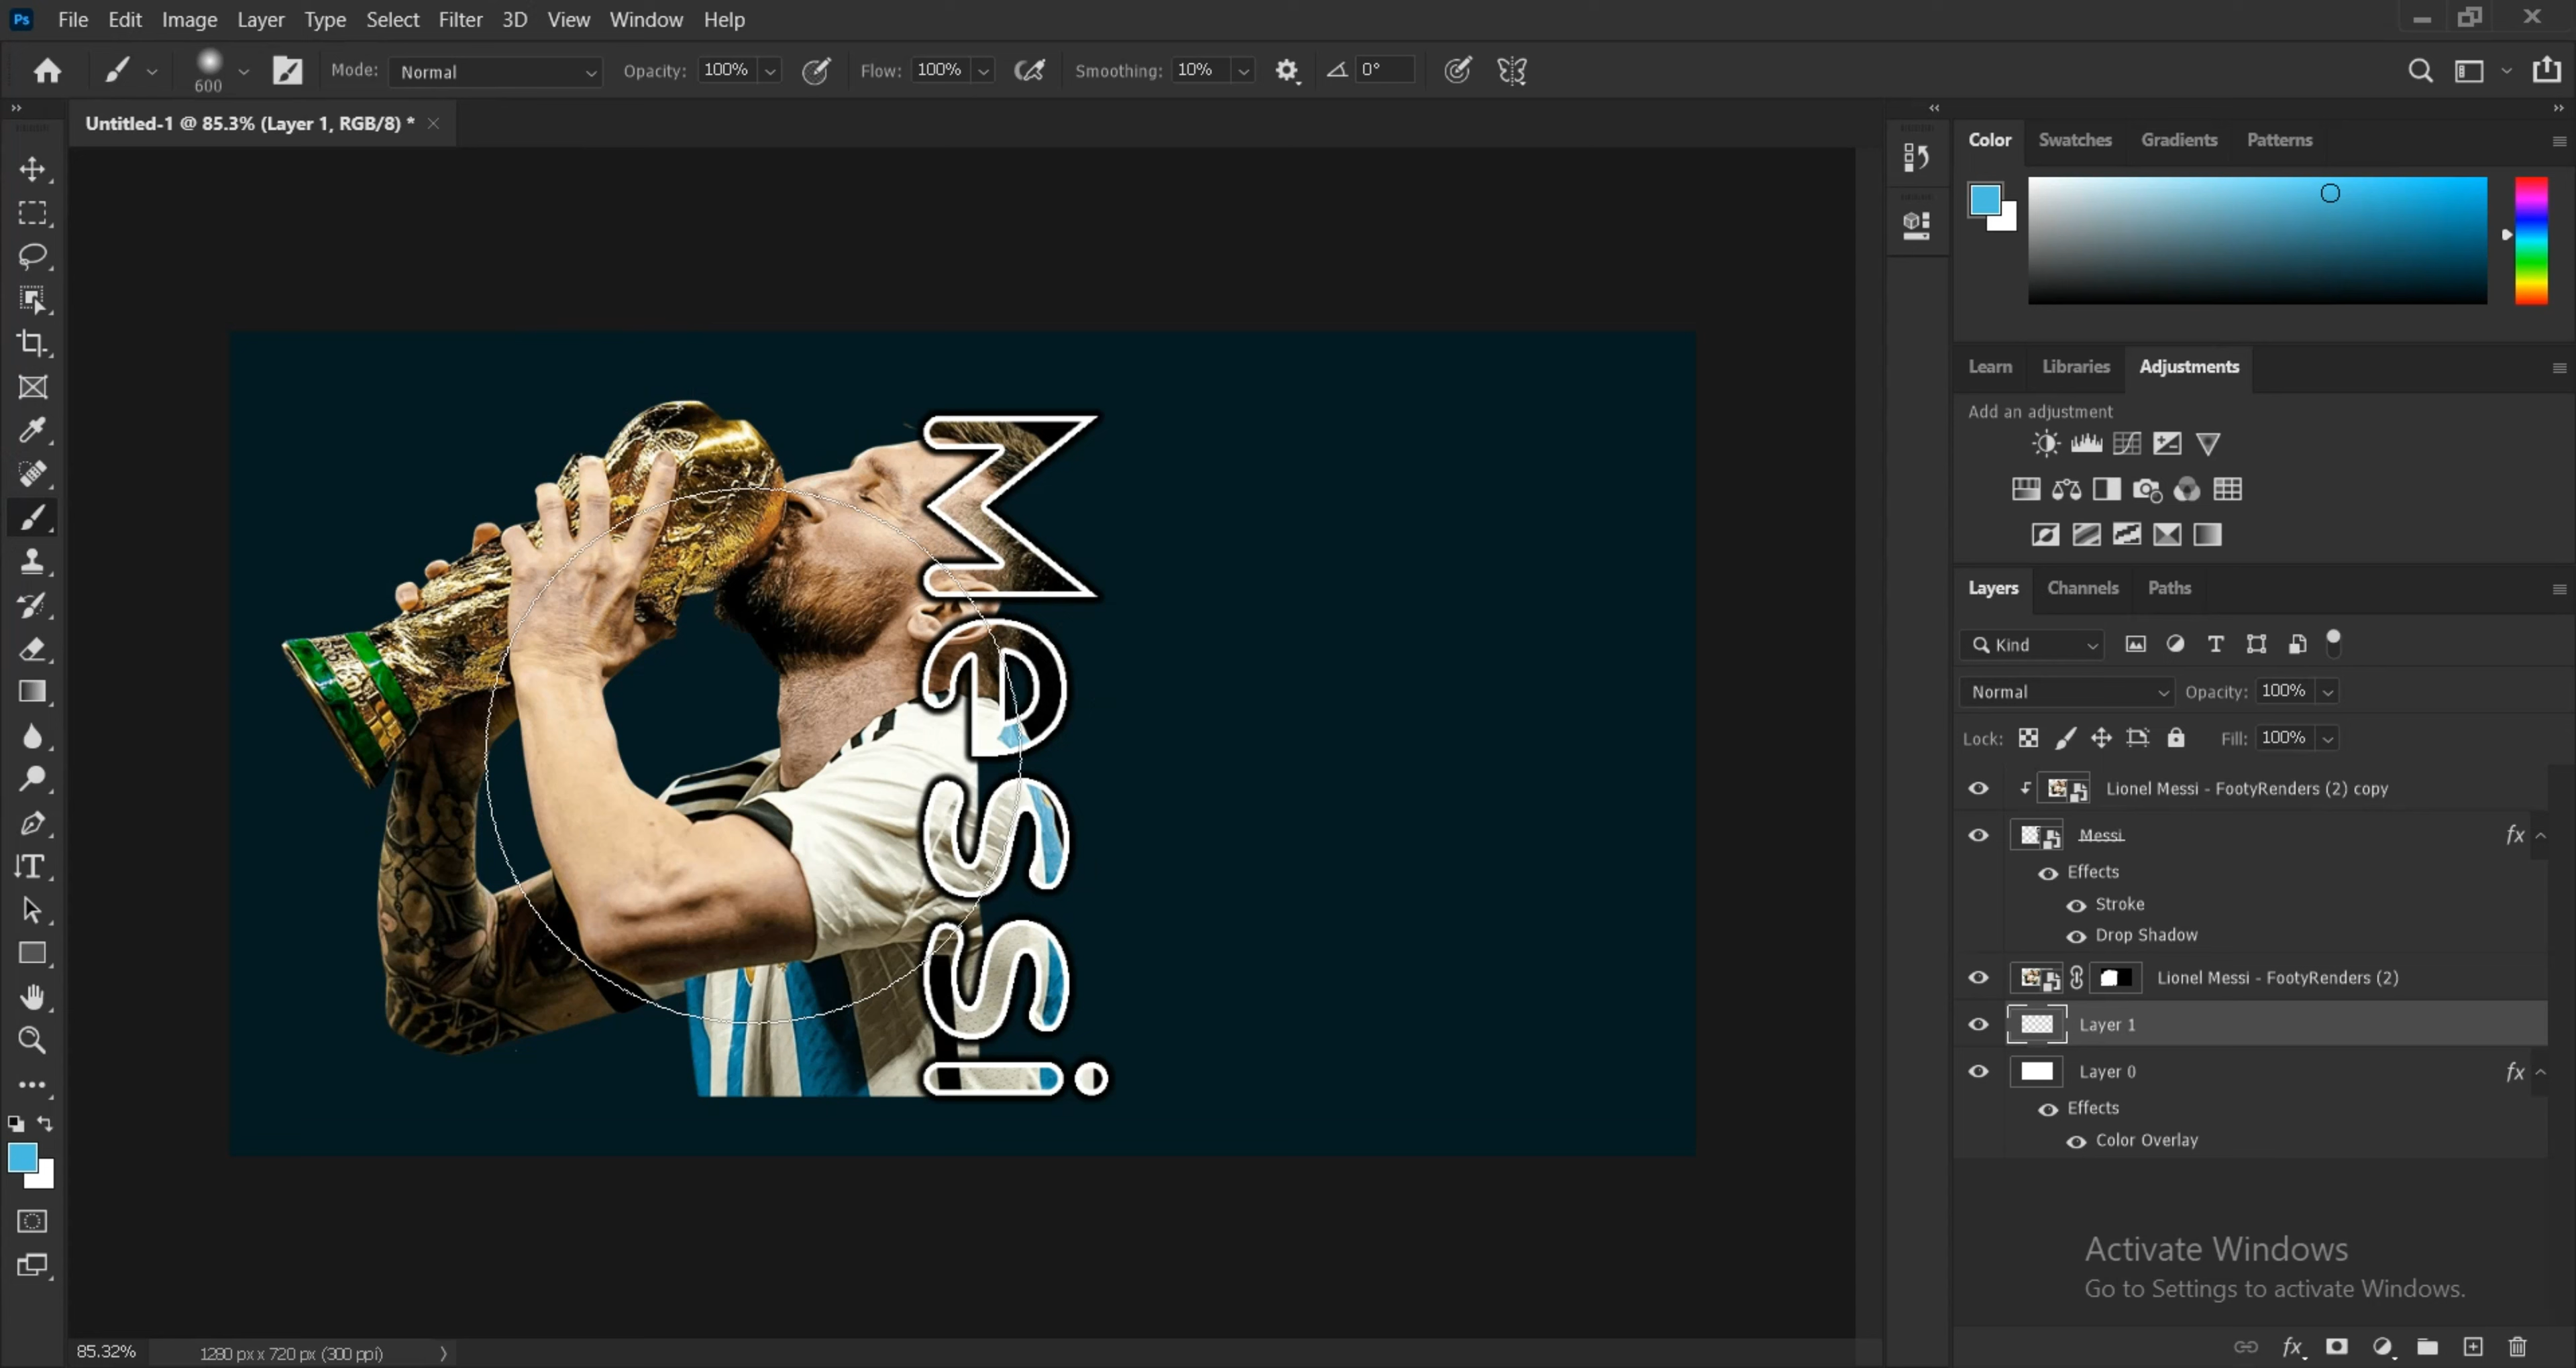 Ps File Edit Image Layer Type Select Filter 3D View Window Help
600 Mode: Normal Opacity: 100% Flow: 100% Smoothing: 10% 0°
Untitled-1 @ 85.3% (Layer 1, RGB/8) * ×
Color Swatches Gradients Patterns
Learn Libraries Adjustments
Add an adjustment
Layers Channels Paths
Kind
Normal Opacity: 100%
Lock: Fill: 100%
Lionel Messi - FootyRenders (2) copy
Messi fx
Effects
Stroke
Drop Shadow
Lionel Messi - FootyRenders (2)
Layer 1
Layer 0 fx
Effects
Color Overlay
Messi
Activate Windows
Go to Settings to activate Windows.
85.32% 1280 px x 720 px (300 ppi)
fx